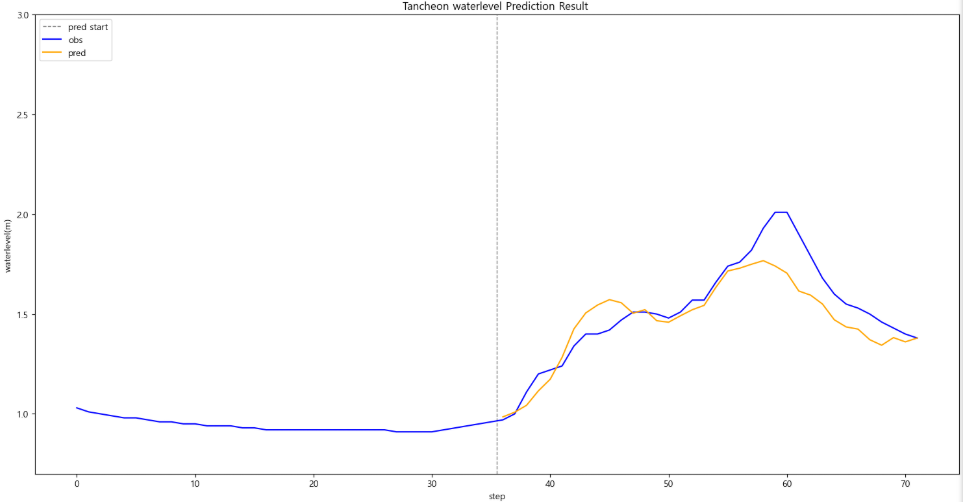 Tancheon waterlevel Prediction Result
pred start
obs
pred
waterlevel(m)
3.0
2.5
2.0
1.5
1.0
0 10 20 30 40 50 60 70
step